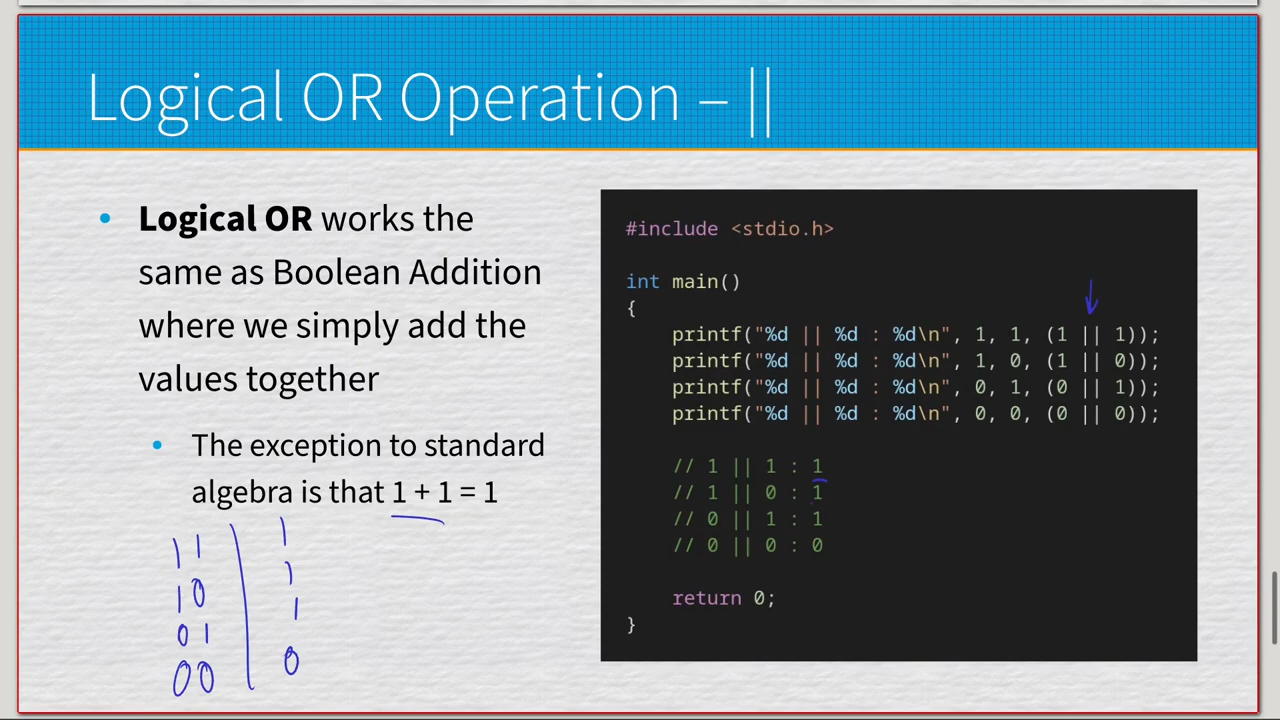 Logical OR Operation – ||
• Logical OR works the
same as Boolean Addition
where we simply add the
values together
• The exception to standard
algebra is that 1 + 1 = 1
1 1 | 1
1 0 | 1
0 1 | 1
0 0 | 0
#include <stdio.h>
int main()
{
    printf("%d || %d : %d\n", 1, 1, (1 || 1));
    printf("%d || %d : %d\n", 1, 0, (1 || 0));
    printf("%d || %d : %d\n", 0, 1, (0 || 1));
    printf("%d || %d : %d\n", 0, 0, (0 || 0));
    // 1 || 1 : 1
    // 1 || 0 : 1
    // 0 || 1 : 1
    // 0 || 0 : 0
    return 0;
}